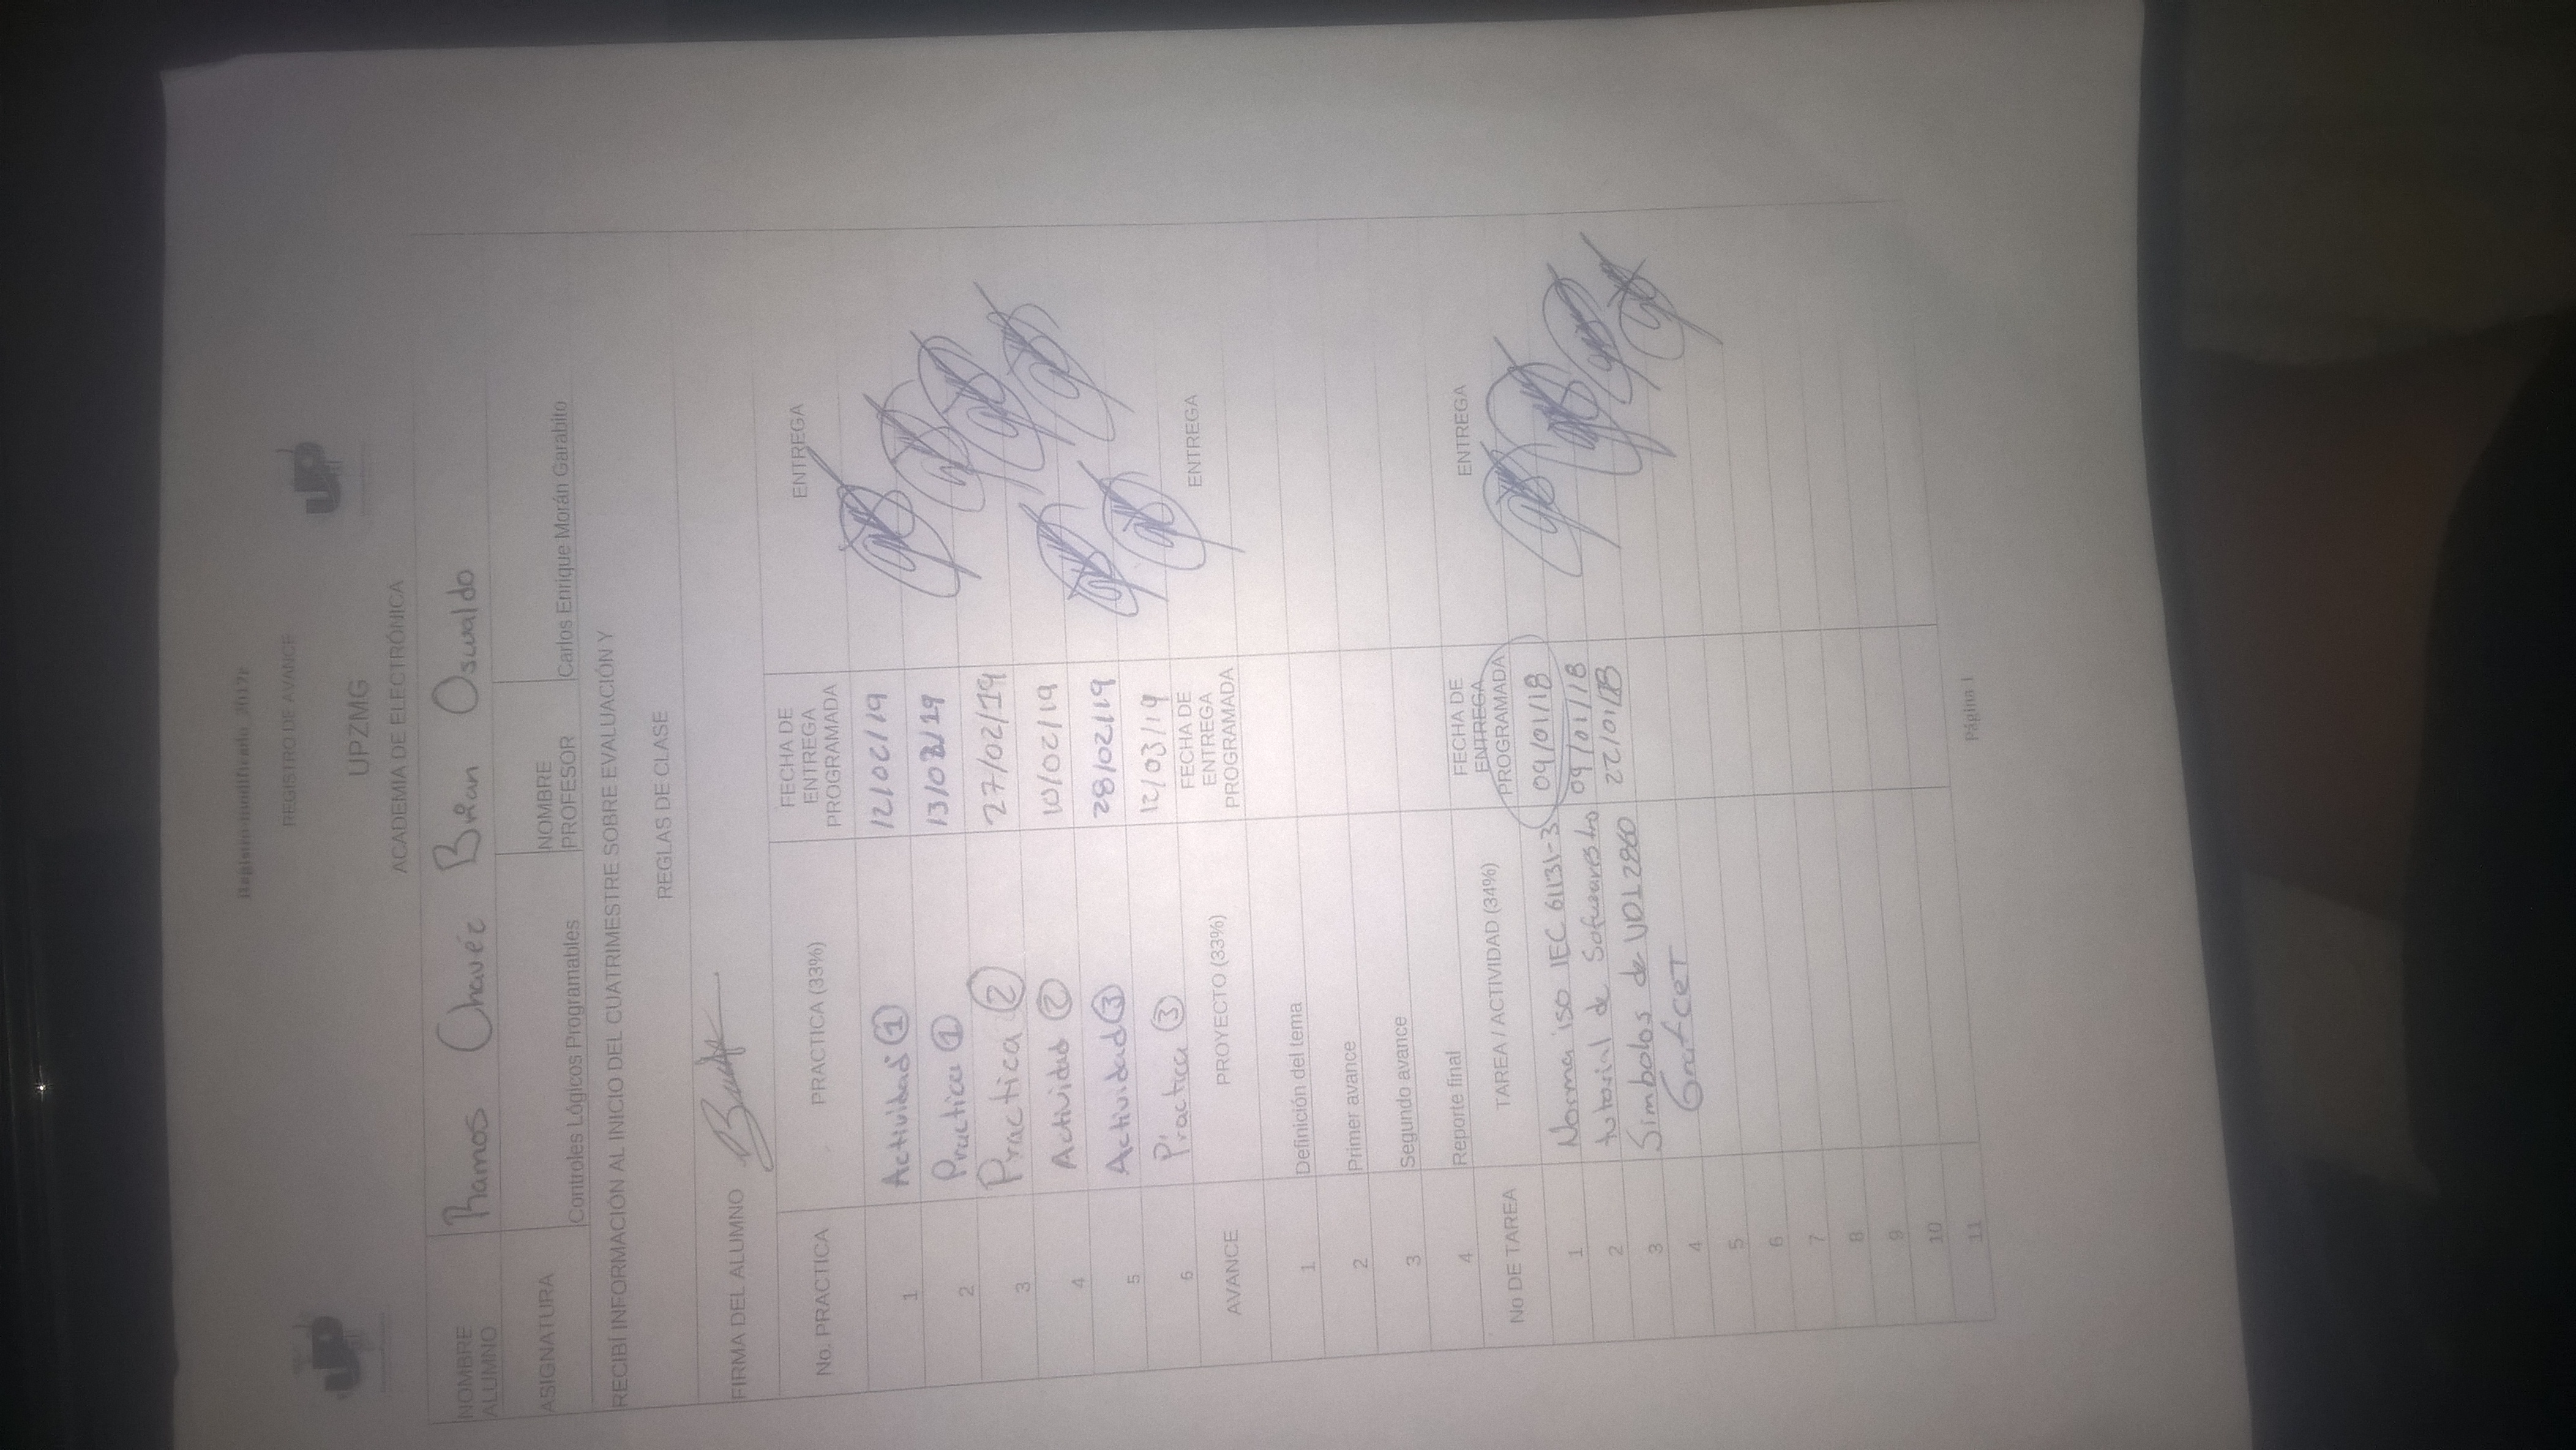 Registro-modificado_2017c
REGISTRO DE AVANCE
UPZMG
ACADEMIA DE ELECTRÓNICA
NOMBRE ALUMNO Ramos Chavéz Brian Oswaldo
ASIGNATURA Controles Lógicos Programables NOMBRE PROFESOR Carlos Enrique Morán Garabito
RECIBÍ INFORMACIÓN AL INICIO DEL CUATRIMESTRE SOBRE EVALUACIÓN Y
REGLAS DE CLASE
FIRMA DEL ALUMNO
No. PRACTICA PRACTICA (33%) FECHA DE ENTREGA PROGRAMADA ENTREGA
1 Actividad 1 12/02/19
2 Practica 1 13/02/19
3 Practica 2 27/02/19
4 Actividad 2 10/02/19
5 Actividad 3 28/02/19
6 Practica 3 12/03/19
AVANCE PROYECTO (33%) FECHA DE ENTREGA PROGRAMADA ENTREGA
1 Definición del tema
2 Primer avance
3 Segundo avance
4 Reporte final
No DE TAREA TAREA / ACTIVIDAD (34%) FECHA DE ENTREGA PROGRAMADA ENTREGA
1 Norma iso IEC 61131-3 09/01/18
2 tutorial de 09/01/18
3 Simbolos de 2860 22/01/18
4 GrafceT
5
6
7
8
9
10
11
Página 1